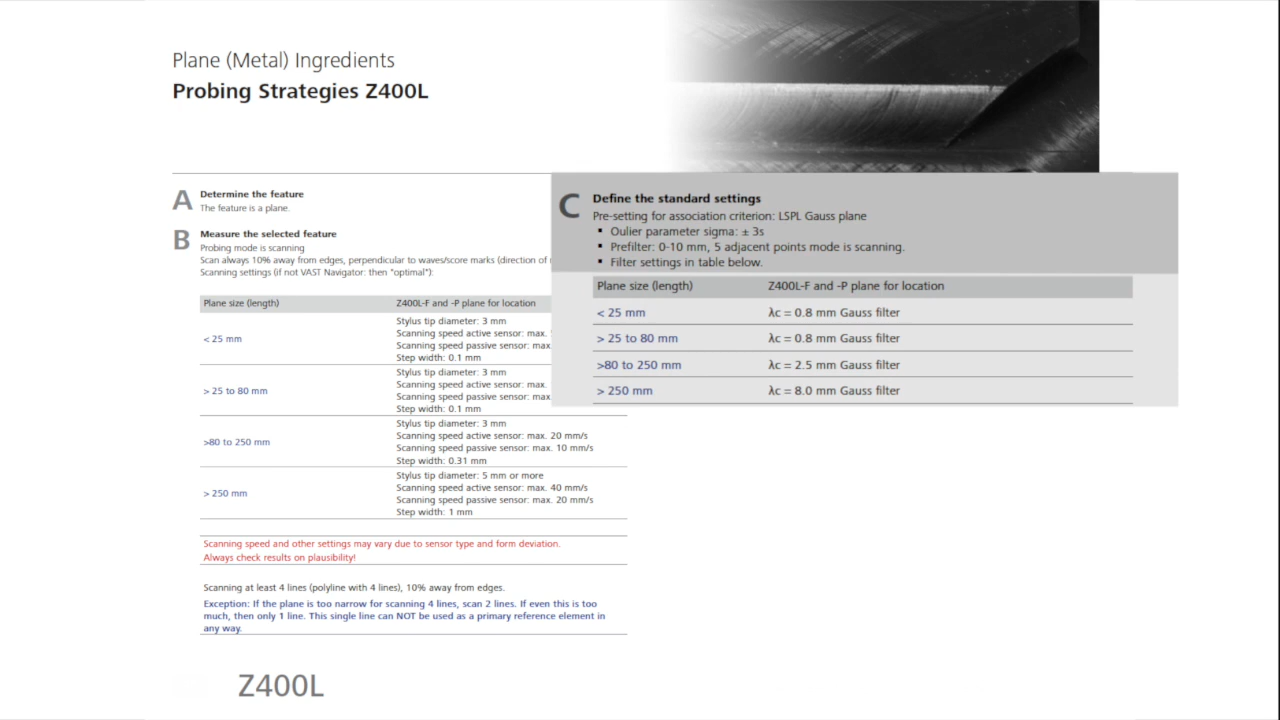 Plane (Metal) Ingredients
Probing Strategies Z400L
A Determine the feature
The feature is a plane.
B Measure the selected feature
Probing mode is scanning
Scan always 10% away from edges, perpendicular to waves/score marks (direction of
Scanning settings (if not VAST Navigator: then "optimal"):
Plane size (length) Z400L-F and -P plane for location
< 25 mm
Stylus tip diameter: 3 mm
Scanning speed active sensor: max.
Scanning speed passive sensor: max.
Step width: 0.1 mm
> 25 to 80 mm
Stylus tip diameter: 3 mm
Scanning speed active sensor: max.
Scanning speed passive sensor: max.
Step width: 0.1 mm
>80 to 250 mm
Stylus tip diameter: 3 mm
Scanning speed active sensor: max. 20 mm/s
Scanning speed passive sensor: max. 10 mm/s
Step width: 0.31 mm
> 250 mm
Stylus tip diameter: 5 mm or more
Scanning speed active sensor: max. 40 mm/s
Scanning speed passive sensor: max. 20 mm/s
Step width: 1 mm
Scanning speed and other settings may vary due to sensor type and form deviation.
Always check results on plausibility!
Scanning at least 4 lines (polyline with 4 lines), 10% away from edges.
Exception: If the plane is too narrow for scanning 4 lines, scan 2 lines. If even this is too
much, then only 1 line. This single line can NOT be used as a primary reference element in
any way.
C Define the standard settings
Pre-setting for association criterion: LSPL Gauss plane
▪ Oulier parameter sigma: ± 3s
▪ Prefilter: 0-10 mm, 5 adjacent points mode is scanning.
▪ Filter settings in table below.
Plane size (length) Z400L-F and -P plane for location
< 25 mm λc = 0.8 mm Gauss filter
> 25 to 80 mm λc = 0.8 mm Gauss filter
>80 to 250 mm λc = 2.5 mm Gauss filter
> 250 mm λc = 8.0 mm Gauss filter
Z400L